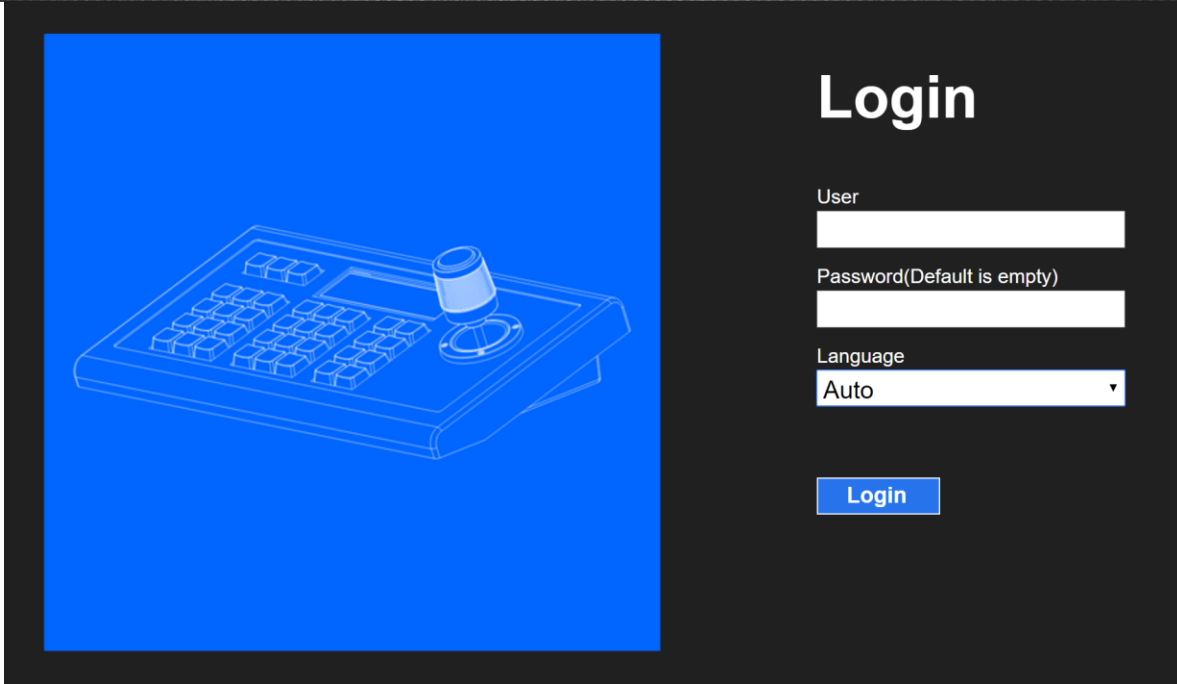 Login
User
Password(Default is empty)
Language
Auto
Login